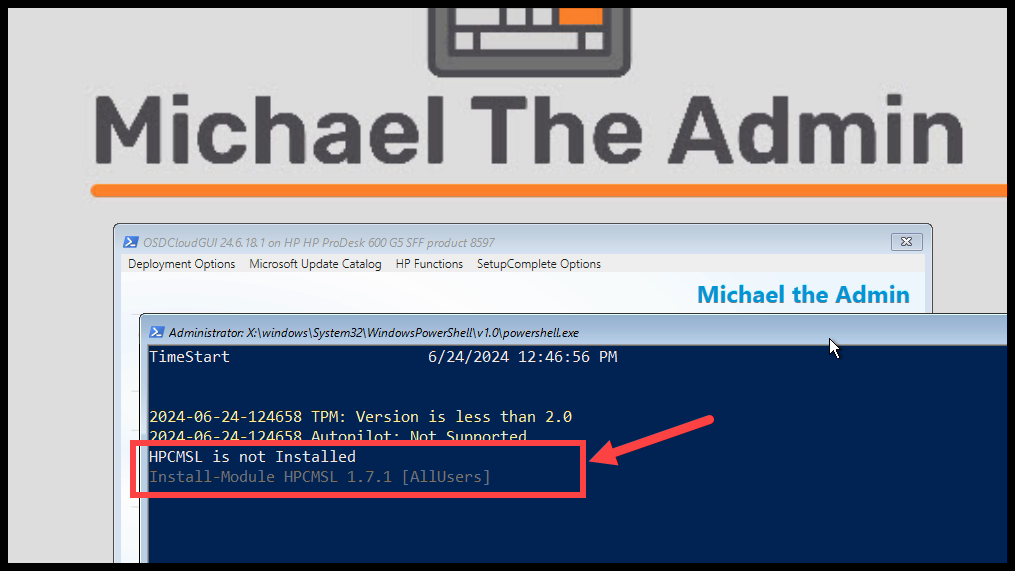 Michael The Admin
OSDCloudGUI 24.6.18.1 on HP HP ProDesk 600 G5 SFF product 8597
Deployment Options Microsoft Update Catalog HP Functions SetupComplete Options
Michael the Admin
Administrator: X:\windows\System32\WindowsPowerShell\v1.0\powershell.exe
TimeStart 6/24/2024 12:46:56 PM
2024-06-24-124658 TPM: Version is less than 2.0
2024-06-24-124658 Autopilot: Not Supported
HPCMSL is not Installed
Install-Module HPCMSL 1.7.1 [AllUsers]